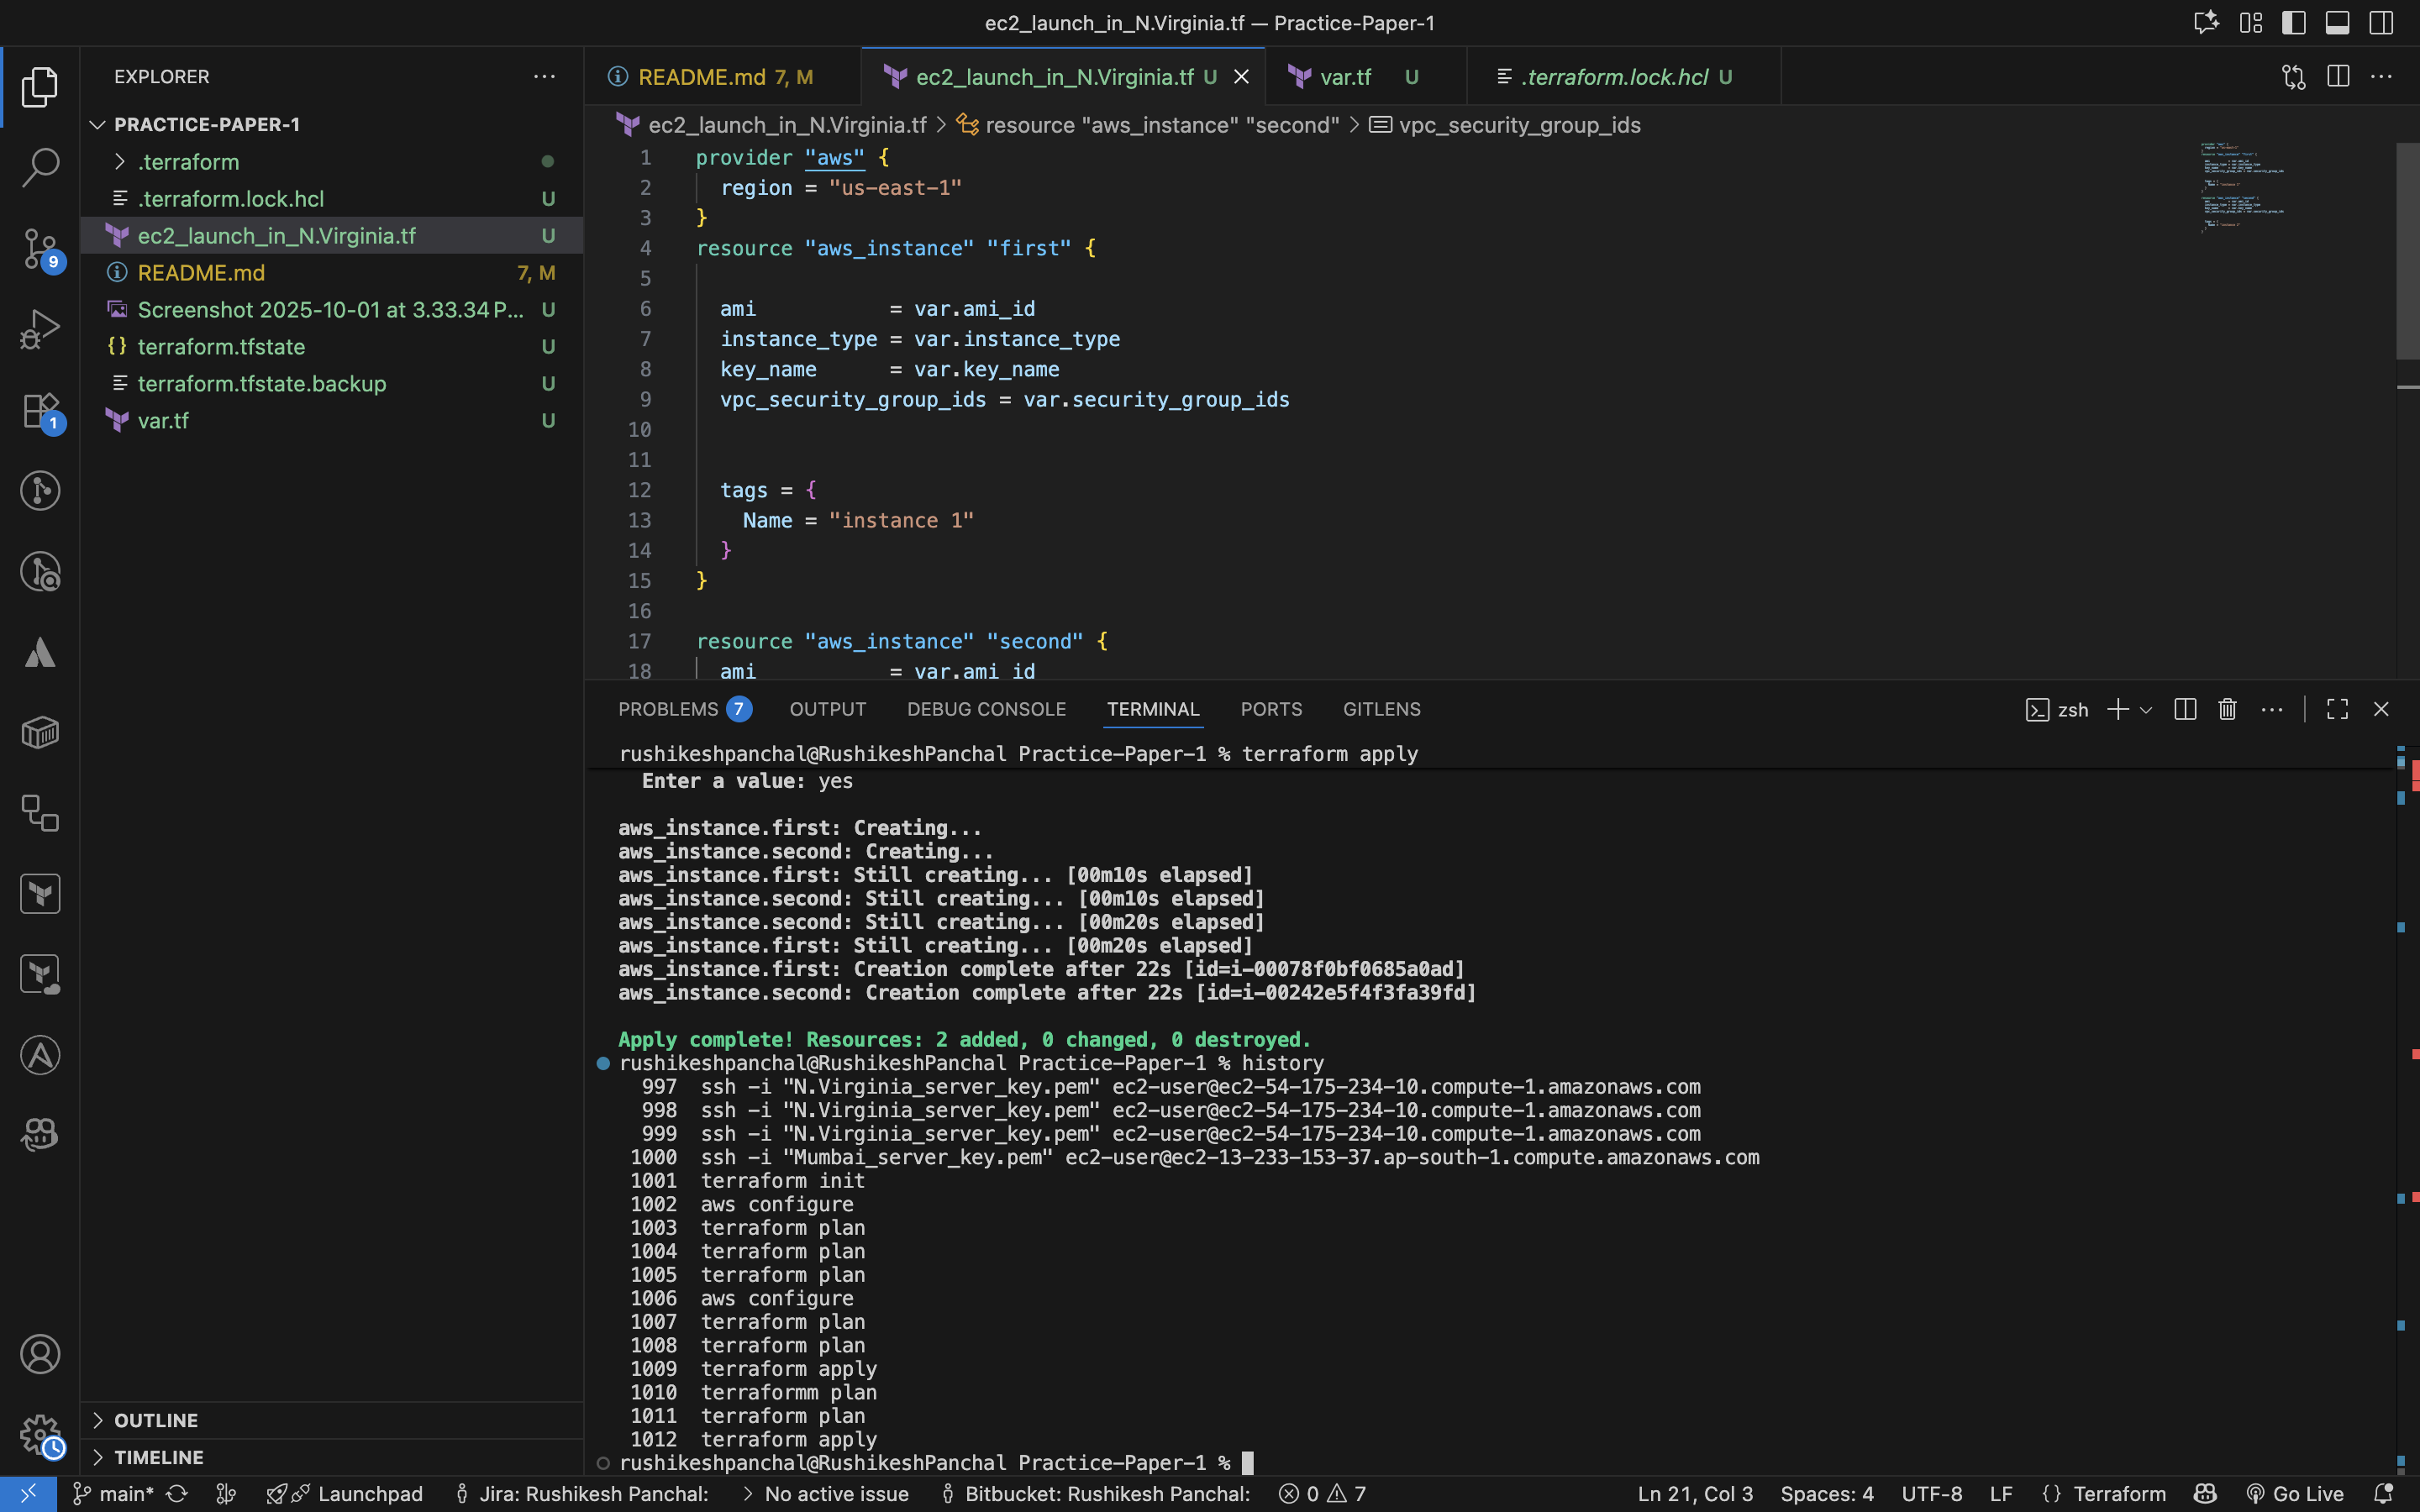 ec2_launch_in_N.Virginia.tf — Practice-Paper-1
EXPLORER
PRACTICE-PAPER-1
.terraform
.terraform.lock.hcl U
ec2_launch_in_N.Virginia.tf U
README.md 7, M
Screenshot 2025-10-01 at 3.33.34 P... U
terraform.tfstate U
terraform.tfstate.backup U
var.tf U
OUTLINE
TIMELINE
9
1
README.md 7, M
ec2_launch_in_N.Virginia.tf U
var.tf U
.terraform.lock.hcl U
ec2_launch_in_N.Virginia.tf > resource "aws_instance" "second" > vpc_security_group_ids
1 provider "aws" {
2 region = "us-east-1"
3 }
4 resource "aws_instance" "first" {
5
6 ami = var.ami_id
7 instance_type = var.instance_type
8 key_name = var.key_name
9 vpc_security_group_ids = var.security_group_ids
10
11
12 tags = {
13 Name = "instance 1"
14 }
15 }
16
17 resource "aws_instance" "second" {
18 ami = var.ami_id
PROBLEMS 7 OUTPUT DEBUG CONSOLE TERMINAL PORTS GITLENS
zsh
rushikeshpanchal@RushikeshPanchal Practice-Paper-1 % terraform apply
Enter a value: yes
aws_instance.first: Creating...
aws_instance.second: Creating...
aws_instance.first: Still creating... [00m10s elapsed]
aws_instance.second: Still creating... [00m10s elapsed]
aws_instance.second: Still creating... [00m20s elapsed]
aws_instance.first: Still creating... [00m20s elapsed]
aws_instance.first: Creation complete after 22s [id=i-00078f0bf0685a0ad]
aws_instance.second: Creation complete after 22s [id=i-00242e5f4f3fa39fd]
Apply complete! Resources: 2 added, 0 changed, 0 destroyed.
rushikeshpanchal@RushikeshPanchal Practice-Paper-1 % history
997 ssh -i "N.Virginia_server_key.pem" ec2-user@ec2-54-175-234-10.compute-1.amazonaws.com
998 ssh -i "N.Virginia_server_key.pem" ec2-user@ec2-54-175-234-10.compute-1.amazonaws.com
999 ssh -i "N.Virginia_server_key.pem" ec2-user@ec2-54-175-234-10.compute-1.amazonaws.com
1000 ssh -i "Mumbai_server_key.pem" ec2-user@ec2-13-233-153-37.ap-south-1.compute.amazonaws.com
1001 terraform init
1002 aws configure
1003 terraform plan
1004 terraform plan
1005 terraform plan
1006 aws configure
1007 terraform plan
1008 terraform plan
1009 terraform apply
1010 terraformm plan
1011 terraform plan
1012 terraform apply
rushikeshpanchal@RushikeshPanchal Practice-Paper-1 %
main* Launchpad Jira: Rushikesh Panchal: > No active issue Bitbucket: Rushikesh Panchal: 0 7 Ln 21, Col 3 Spaces: 4 UTF-8 LF {} Terraform Go Live